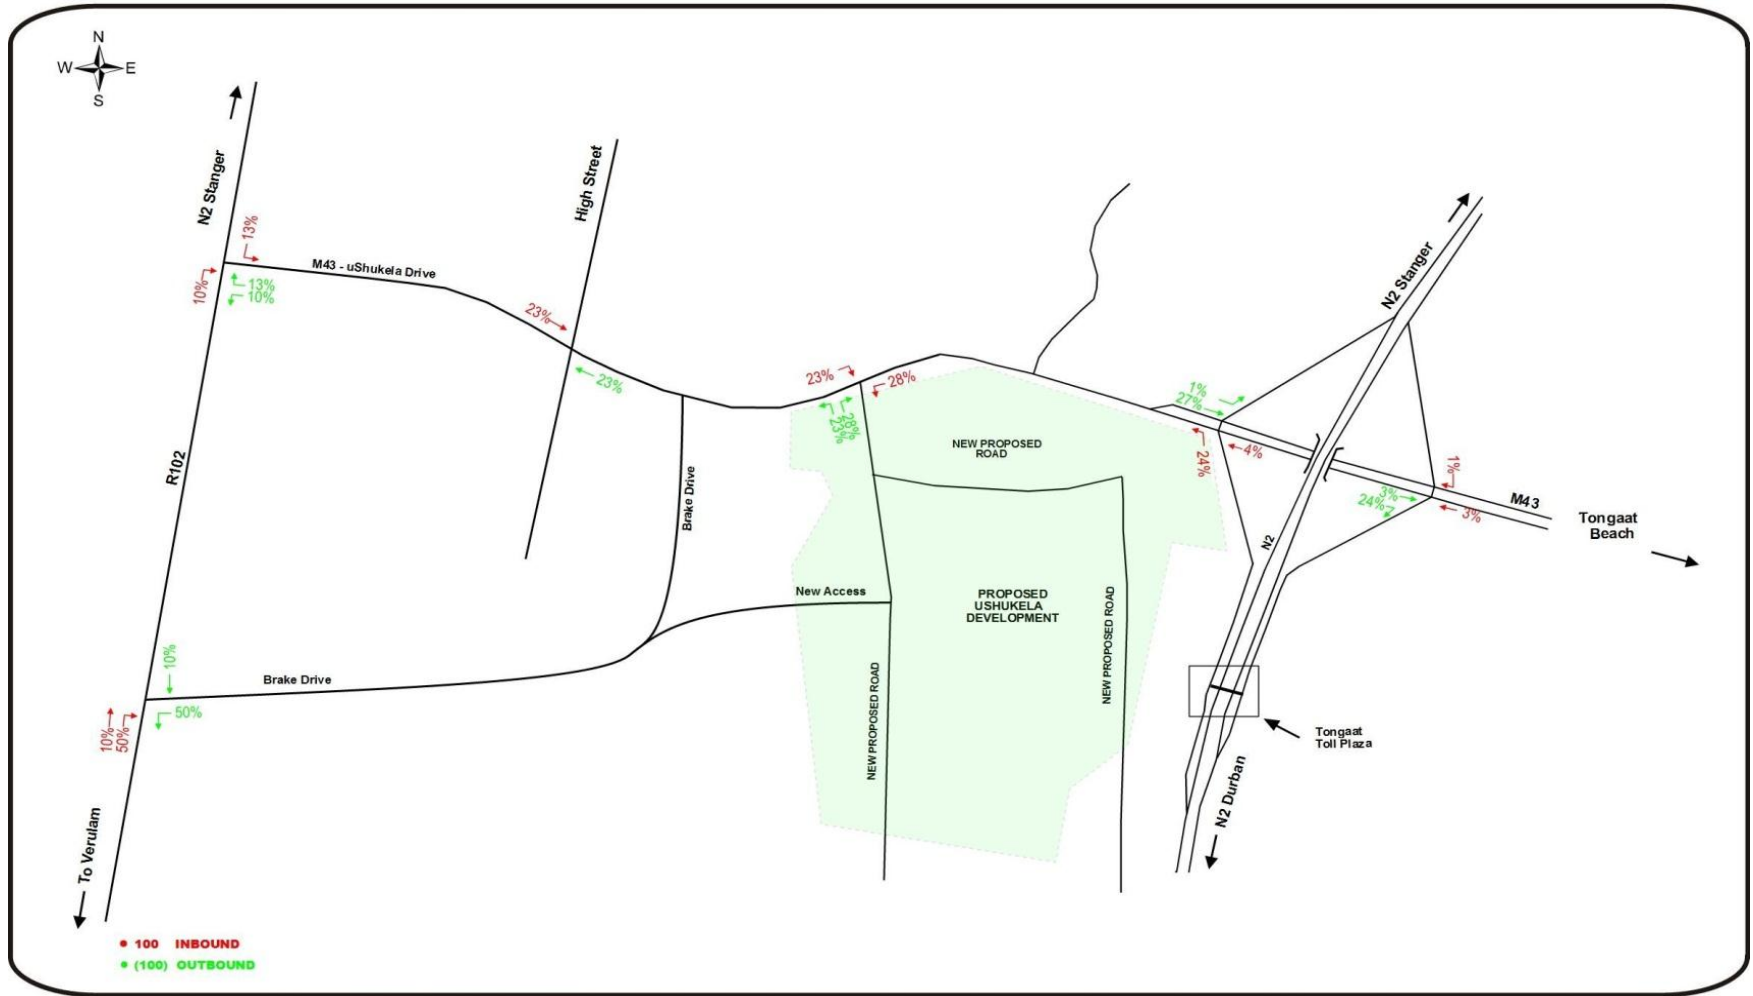 N
W E
S
N2 Stanger
13%
10%
13%
10%
M43 - uShukela Drive
High Street
23%
23%
23%
28%
28%
23%
NEW PROPOSED
ROAD
1%
27%
24%
4%
N2 Stanger
1%
3%
24%
3%
M43
Tongaat
Beach
R102
Brake Drive
N2
New Access
PROPOSED
USHUKELA
DEVELOPMENT
NEW PROPOSED ROAD
NEW PROPOSED ROAD
10%
Brake Drive
50%
10%
50%
Tongaat
Toll Plaza
N2 Durban
To Verulam
100 INBOUND
(100) OUTBOUND